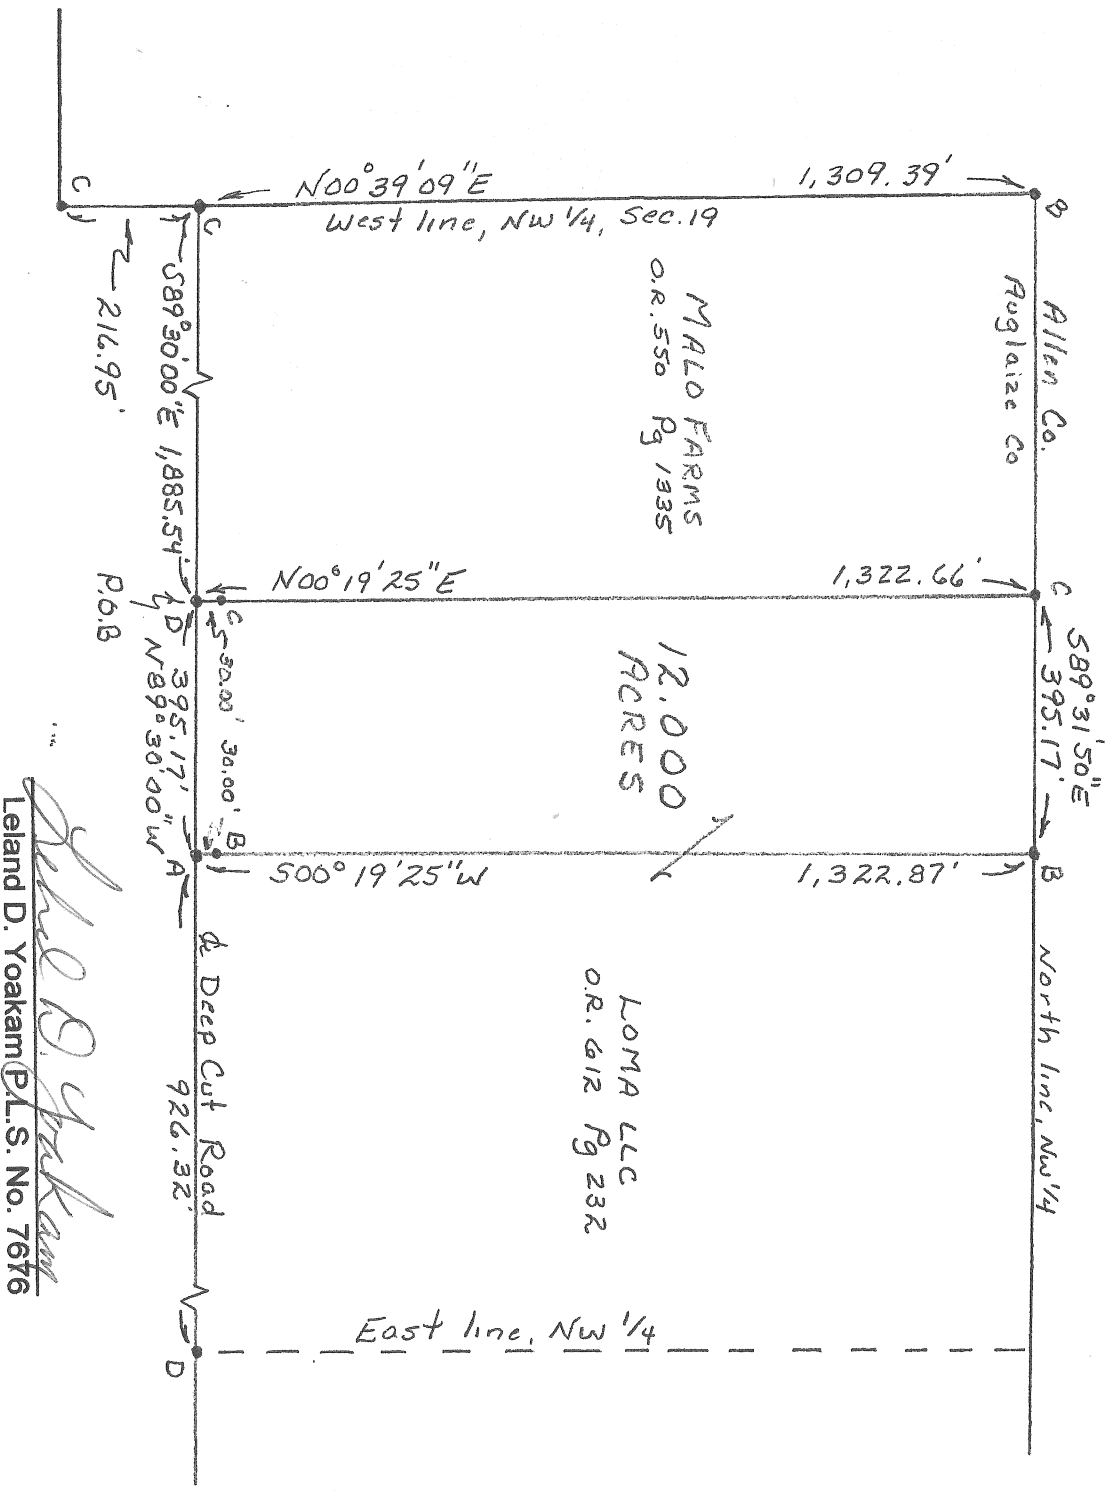 N00°39'09"E
1,309.39'
West line, NW 1/4, Sec. 19
C
C
B
Allen Co.
Auglaize Co
MALO FARMS
O.R. 550 Pg 1335
S89°30'00"E 1,885.54'
216.95'
N00°19'25"E
1,322.66'
C
C
D
P.O.B
S89°31'50"E
395.17'
12.000
ACRES
30.00'
30.00'
395.17'
N89°30'00"W
B
A
B
S00°19'25"W
1,322.87'
North line, NW 1/4
LOMA LLC
O.R. 612 Pg 232
℄ Deep Cut Road
926.32'
East line, NW 1/4
D
Leland D. Yoakam
Leland D. Yoakam P.L.S. No. 7676